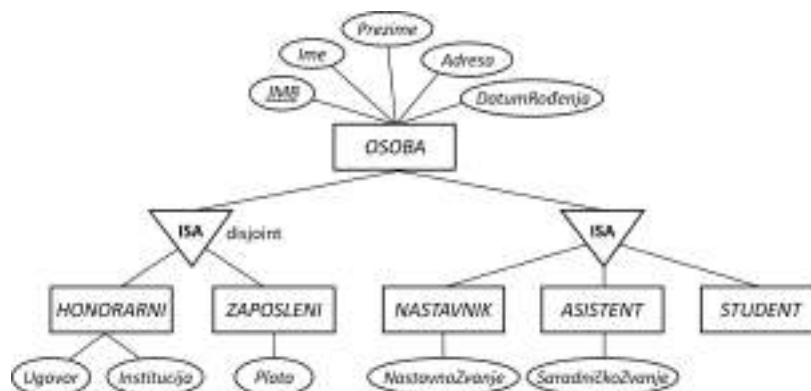 Prezime
Ime
Adresa
JMB
DatumRođenja
OSOBA
ISA
disjoint
ISA
HONORARNI
ZAPOSLENI
NASTAVNIK
ASISTENT
STUDENT
Ugovor
Institucija
Plata
NastavnoZvanje
SaradničkoZvanje